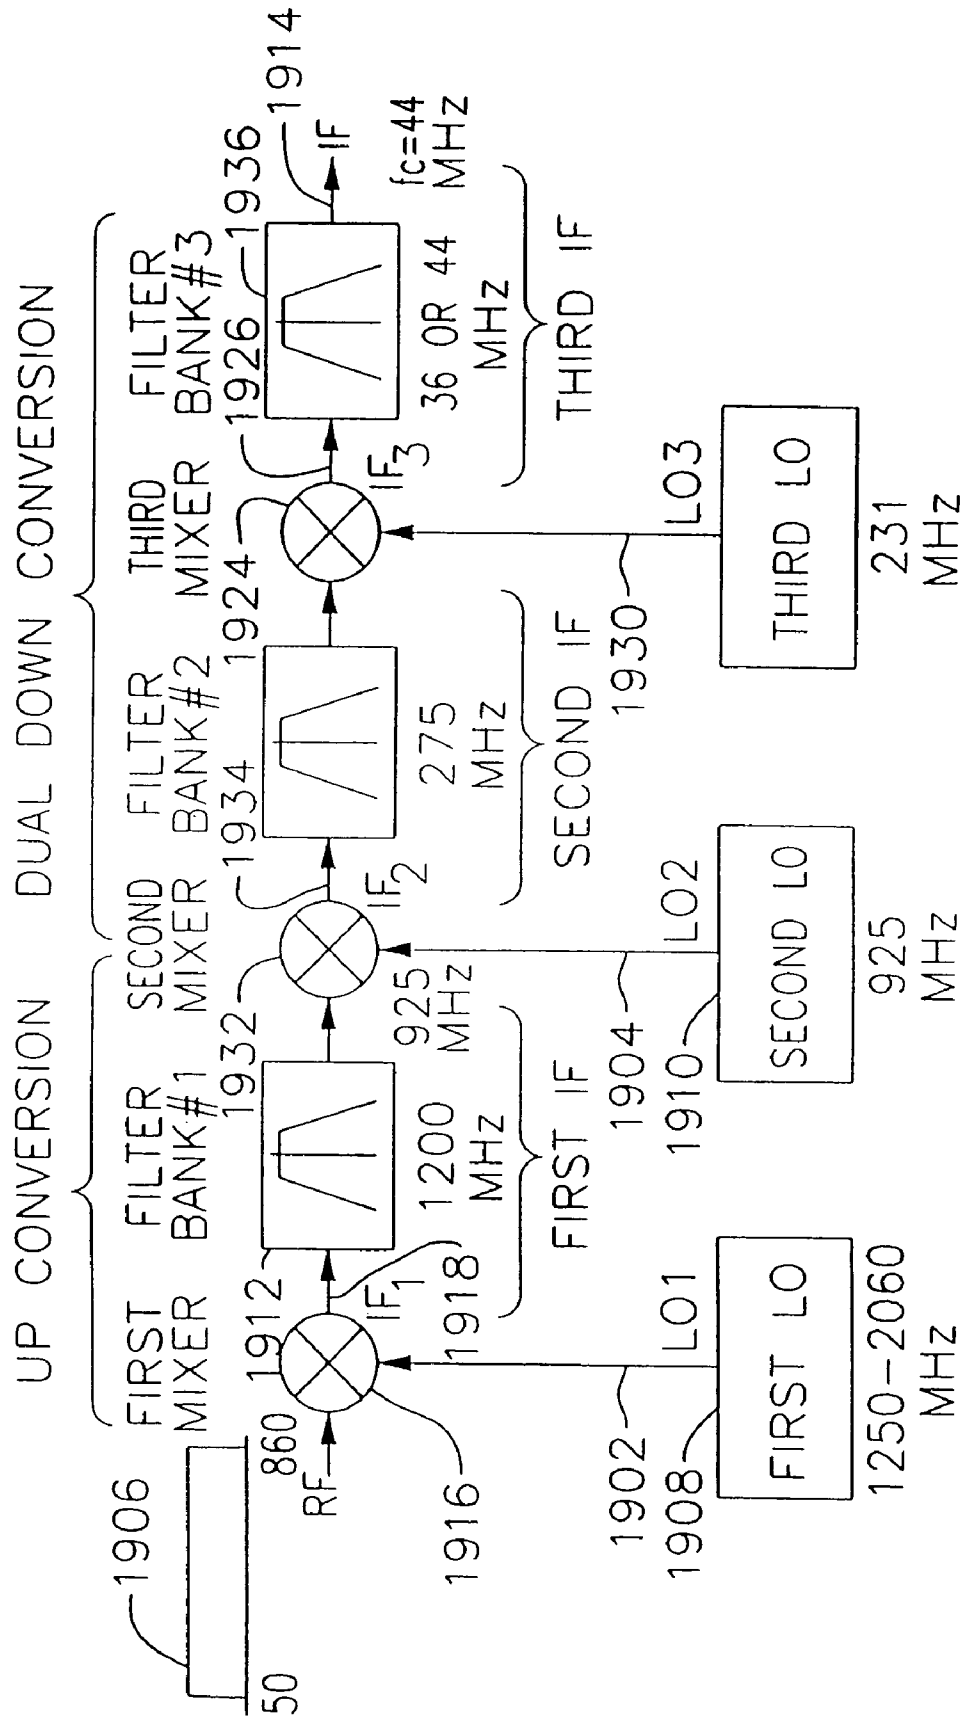 UP CONVERSION
DUAL DOWN CONVERSION
FIRST
MIXER
FILTER
BANK#1
SECOND
MIXER
FILTER
BANK#2
THIRD
MIXER
FILTER
BANK#3
1906
50
860
RF
1912
1932
1934
1924
1926
1936
1914
IF
1916
IF1
1918
1200
MHz
925
MHz
IF2
275
MHz
IF3
36 OR 44
MHz
fc=44
MHz
FIRST IF
SECOND IF
THIRD IF
1902
1908
LO1
1904
1910
LO2
1930
LO3
FIRST LO
SECOND LO
THIRD LO
1250-2060
MHz
925
MHz
231
MHz